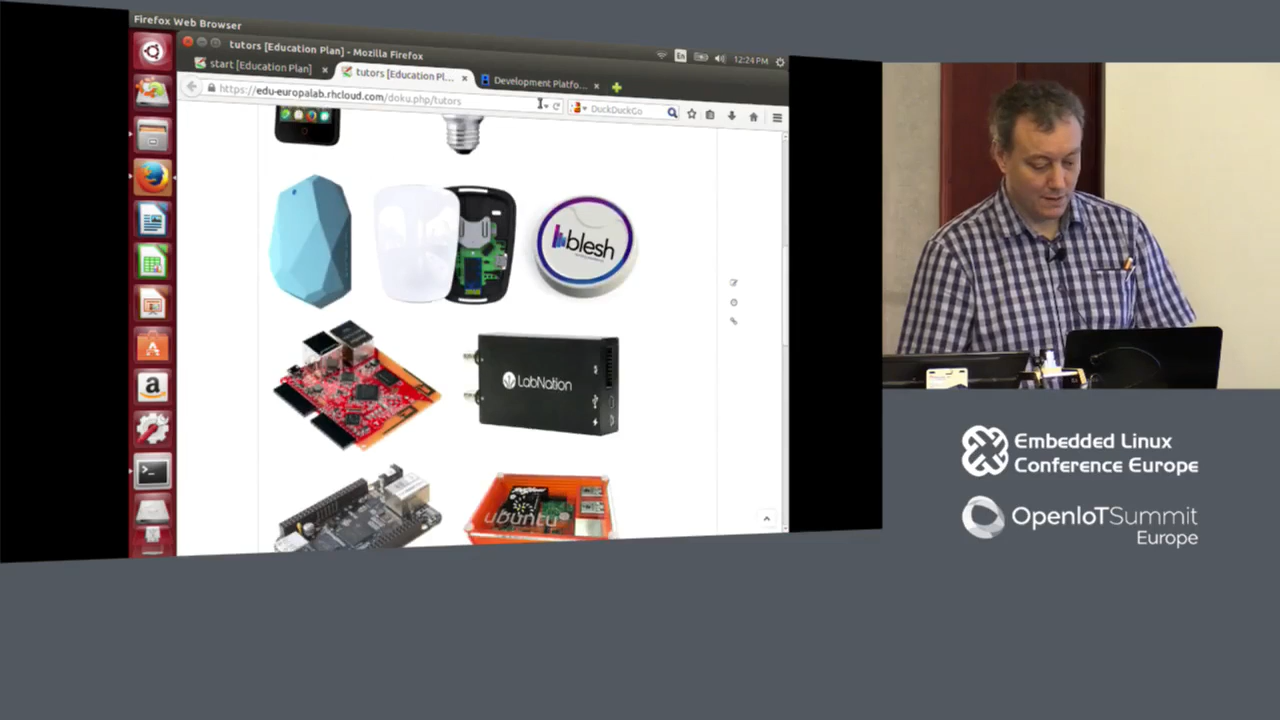 Firefox Web Browser
tutors [Education Plan] - Mozilla Firefox
En
12:24 PM
start [Education Plan]
tutors [Education Pl...
Development Platfo...
https://edu-europalab.rhcloud.com/doku.php/tutors
DuckDuckGo
blesh
LabNation
ubuntu
Embedded Linux
Conference Europe
OpenIoTSummit
Europe